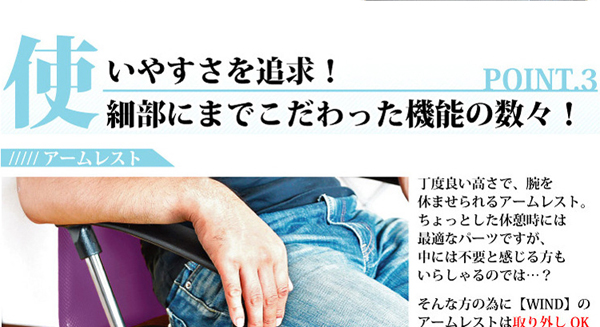 使いやすさを追求！
POINT.3
細部にまでこだわった機能の数々！
///// アームレスト
丁度良い高さで、腕を
休ませられるアームレスト。
ちょっとした休憩時には
最適なパーツですが、
中には不要と感じる方も
いらしゃるのでは…？
そんな方の為に【WIND】の
アームレストは取り外しOK